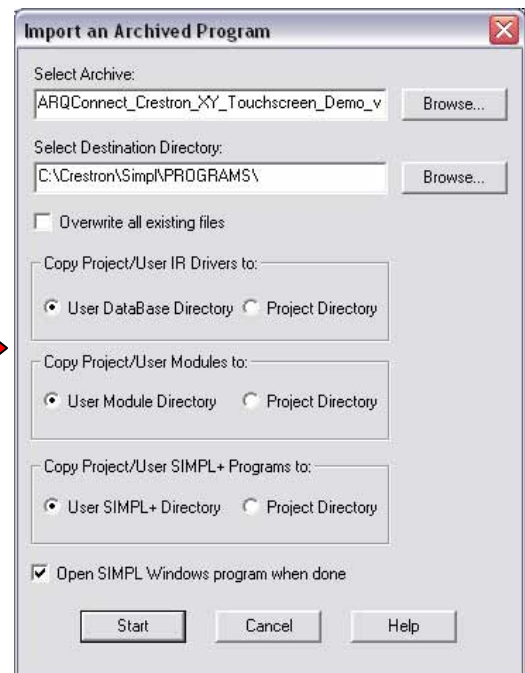 Import an Archived Program
Select Archive:
ARQConnect_Crestron_XY_Touchscreen_Demo_v
Browse...
Select Destination Directory:
C:\Crestron\Simpl\PROGRAMS\
Browse...
Overwrite all existing files
Copy Project/User IR Drivers to:
User DataBase Directory
Project Directory
Copy Project/User Modules to:
User Module Directory
Project Directory
Copy Project/User SIMPL+ Programs to:
User SIMPL+ Directory
Project Directory
Open SIMPL Windows program when done
Start
Cancel
Help